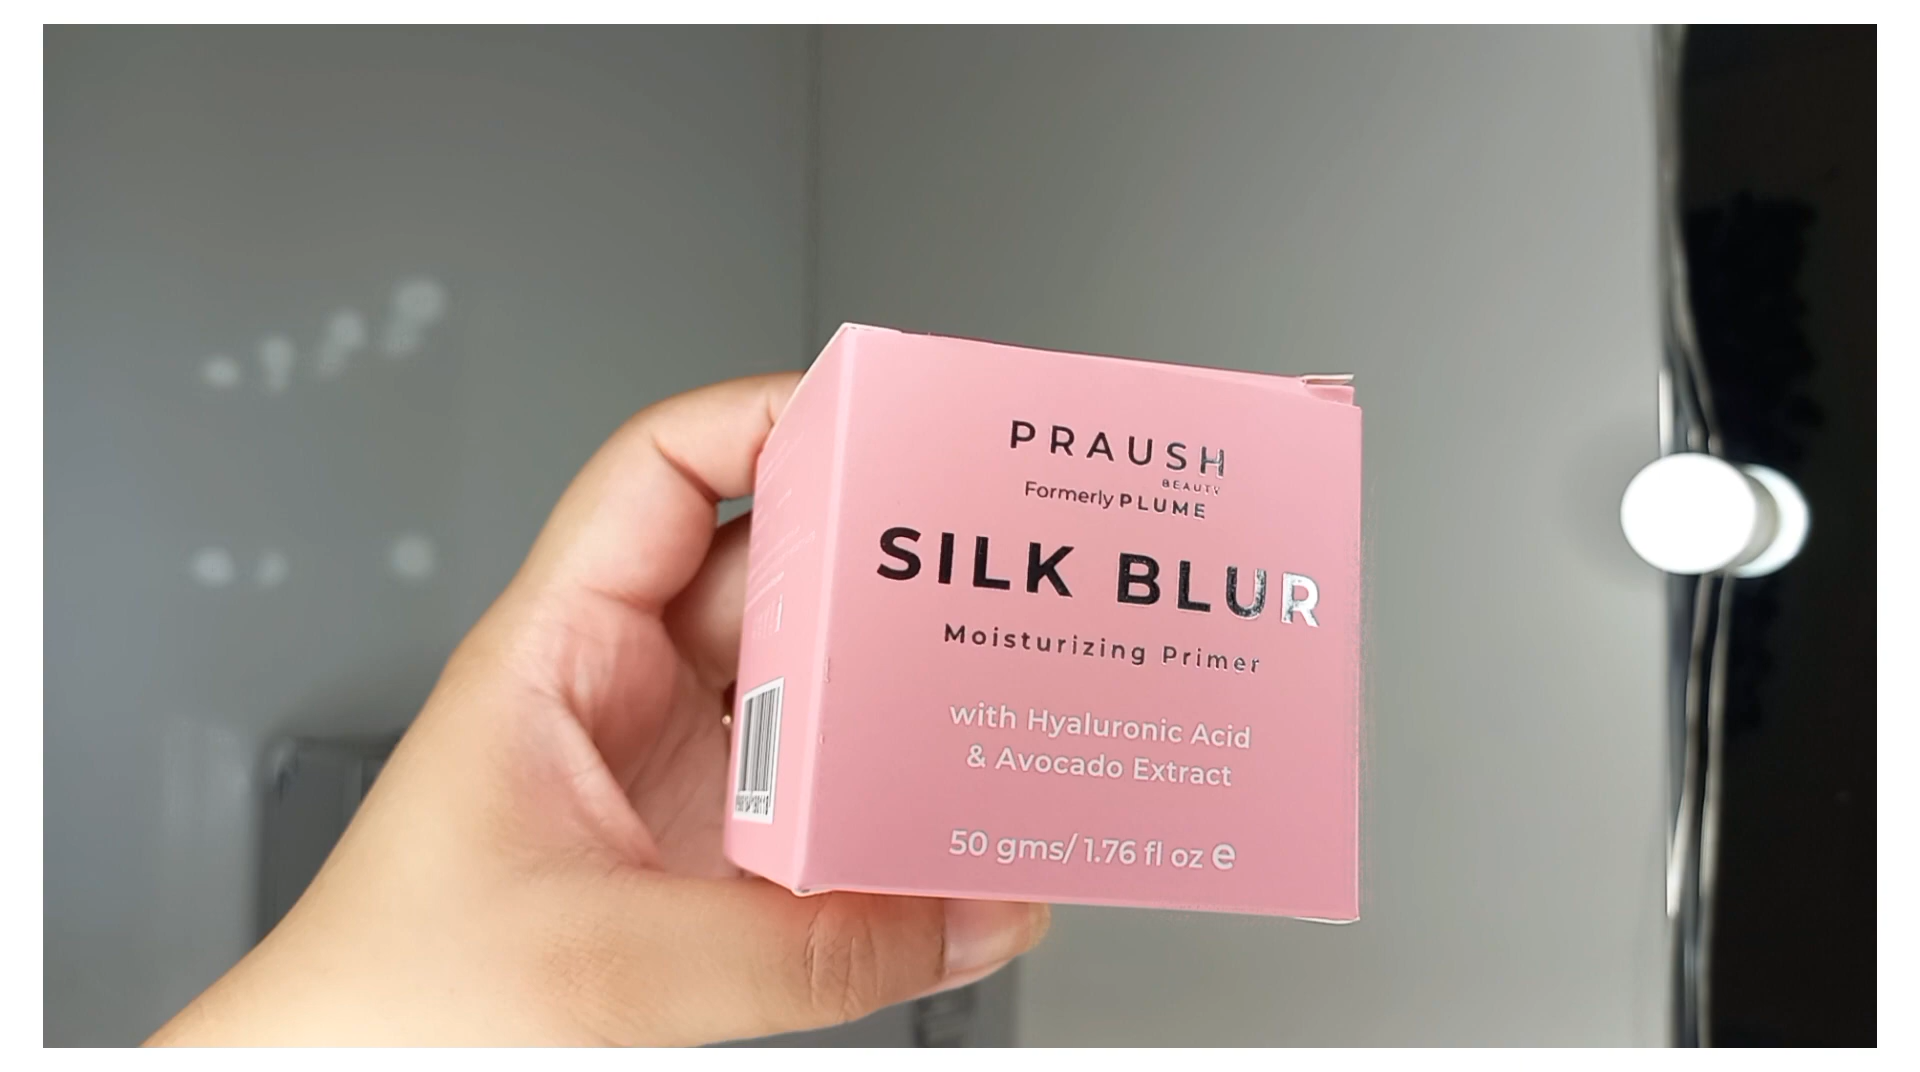 PRAUSH
BEAUTY
Formerly PLUME
SILK BLUR
Moisturizing Primer
with Hyaluronic Acid
& Avocado Extract
50 gms/ 1.76 fl oz e